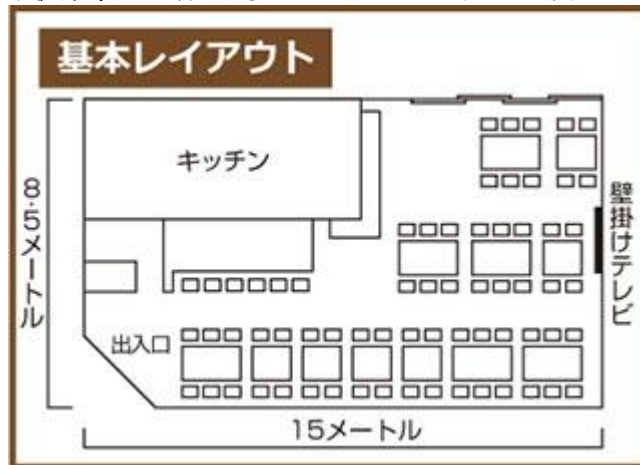 基本レイアウト
キッチン
8.5メートル
壁掛けテレビ
出入口
15メートル